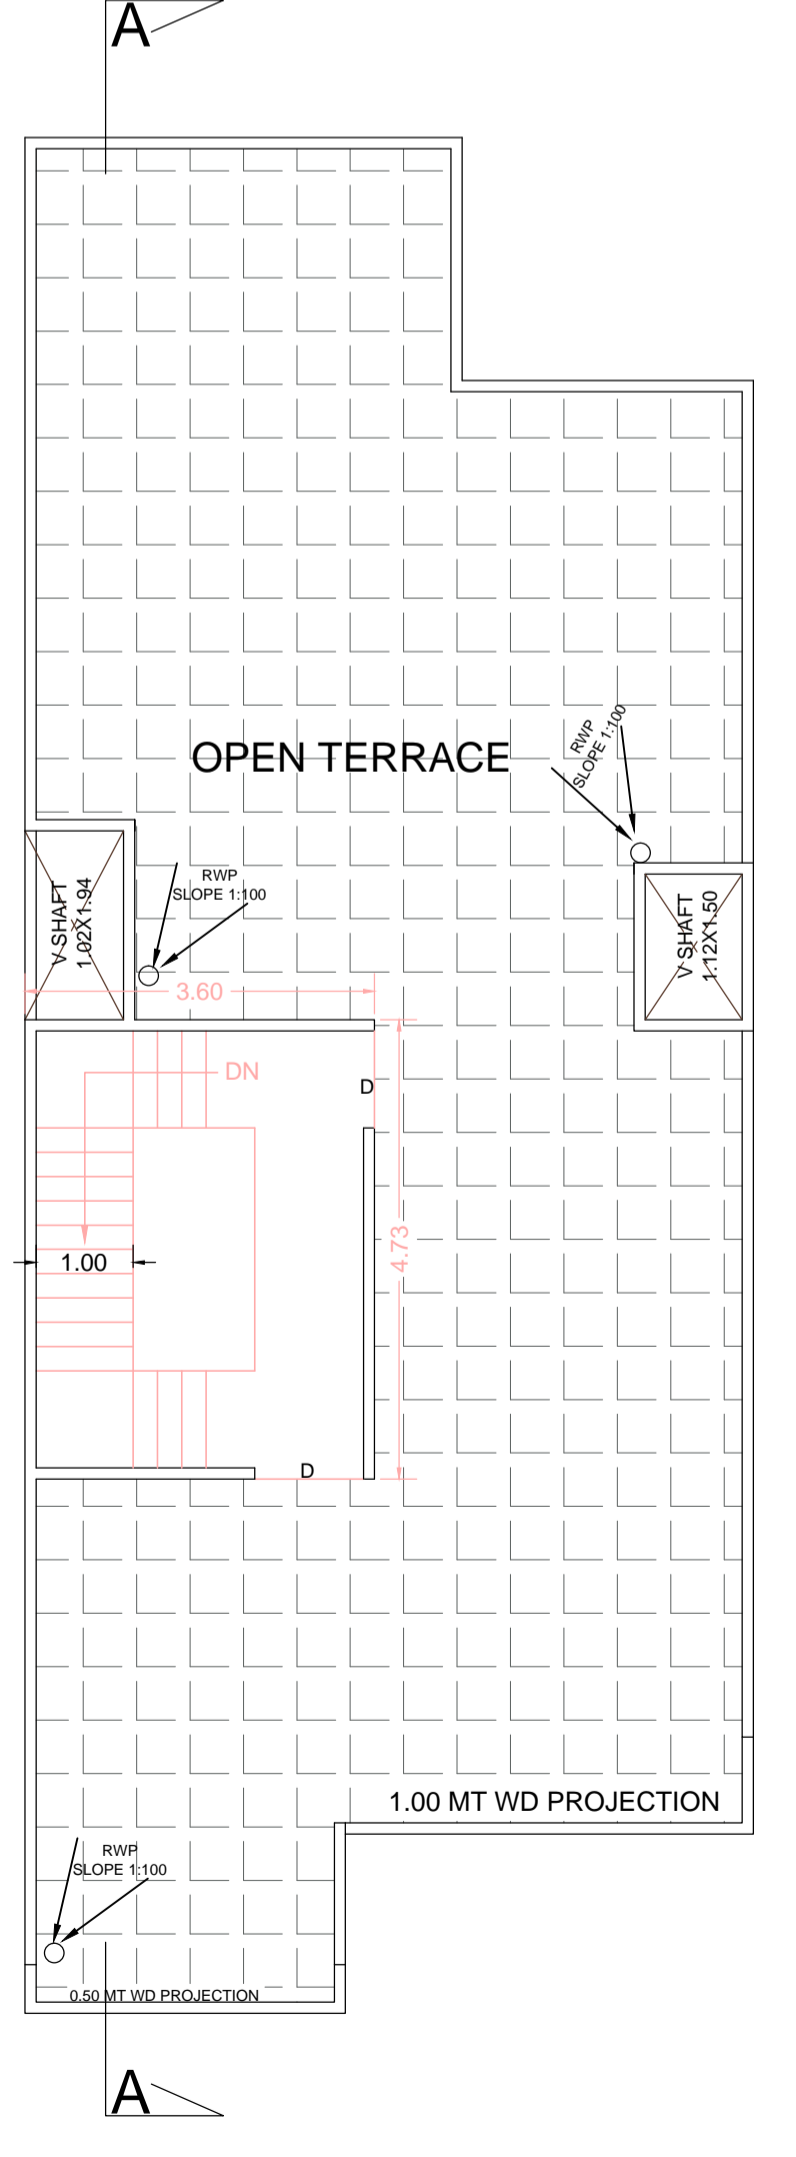 A
OPEN TERRACE
RWP
SLOPE 1:100
RWP
SLOPE 1:100
V SHAFT
1.02X1.94
V SHAFT
1.12X1.50
3.60
DN
D
4.73
1.00
D
1.00 MT WD PROJECTION
RWP
SLOPE 1:100
0.50 MT WD PROJECTION
A